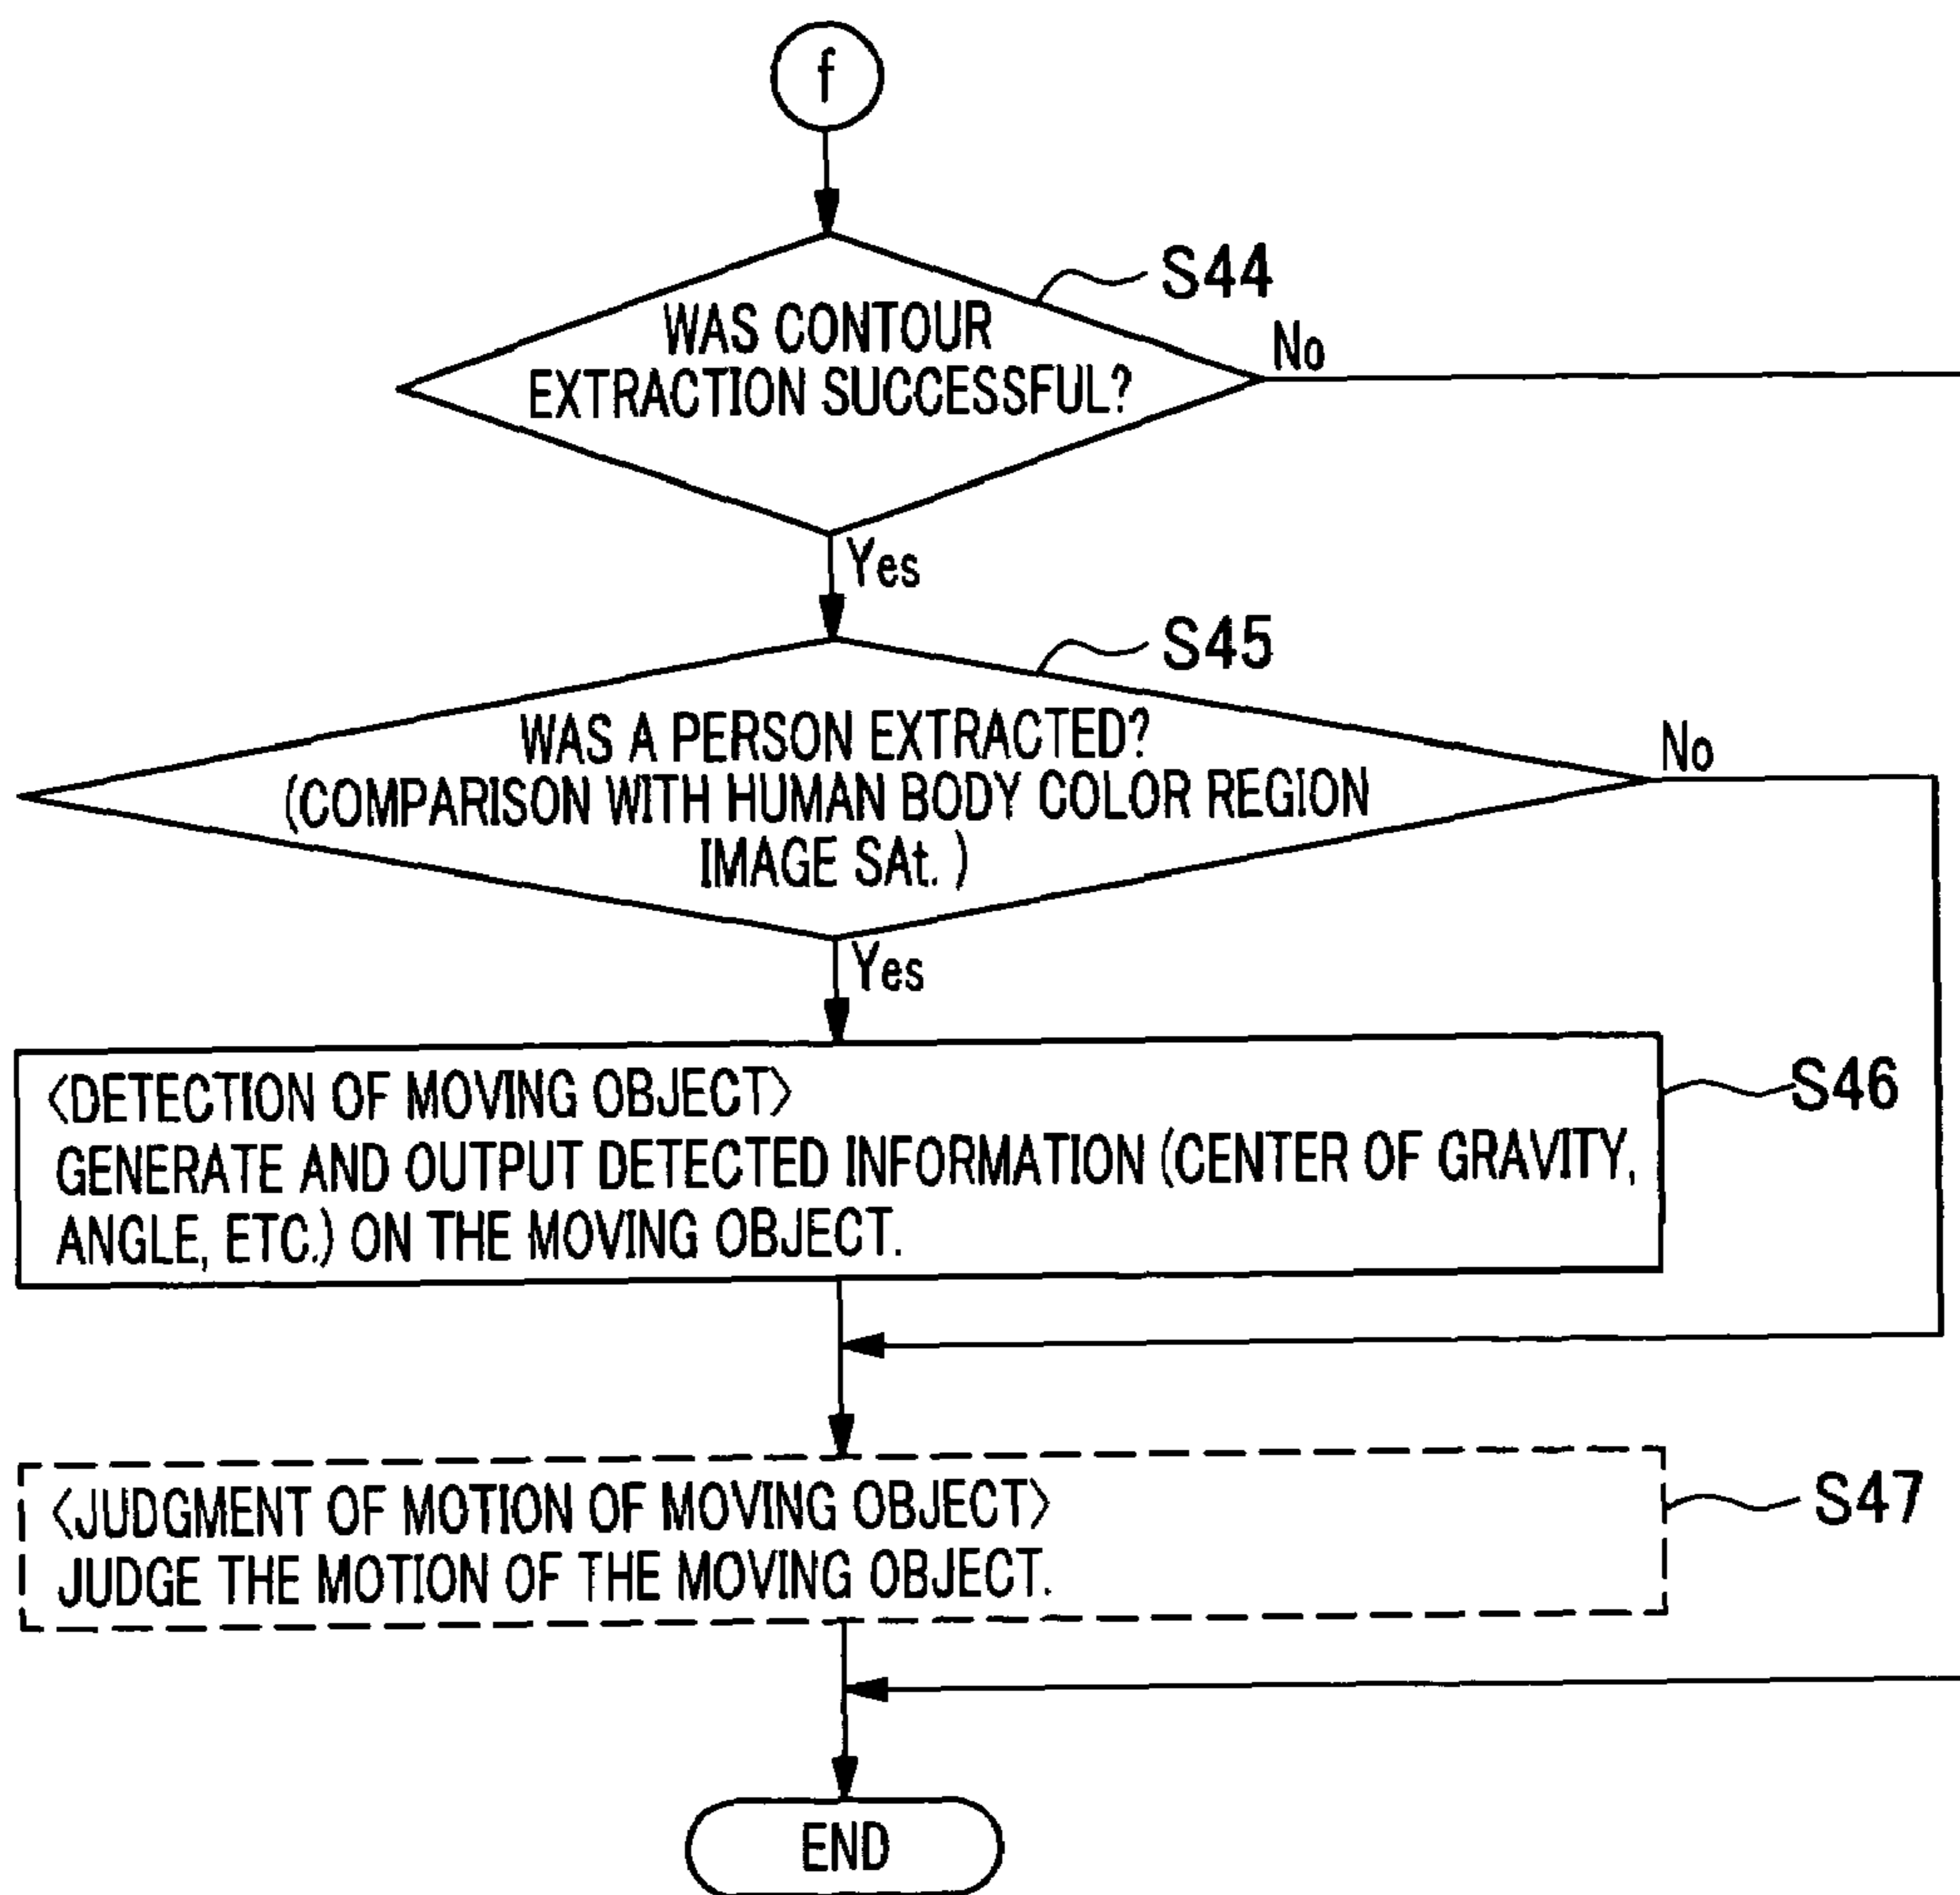 f
S44
WAS CONTOUR
EXTRACTION SUCCESSFUL?
No
Yes
S45
WAS A PERSON EXTRACTED?
(COMPARISON WITH HUMAN BODY COLOR REGION
IMAGE SAt. )
No
Yes
S46
<DETECTION OF MOVING OBJECT>
GENERATE AND OUTPUT DETECTED INFORMATION (CENTER OF GRAVITY,
ANGLE, ETC.) ON THE MOVING OBJECT.
S47
<JUDGMENT OF MOTION OF MOVING OBJECT>
JUDGE THE MOTION OF THE MOVING OBJECT.
END